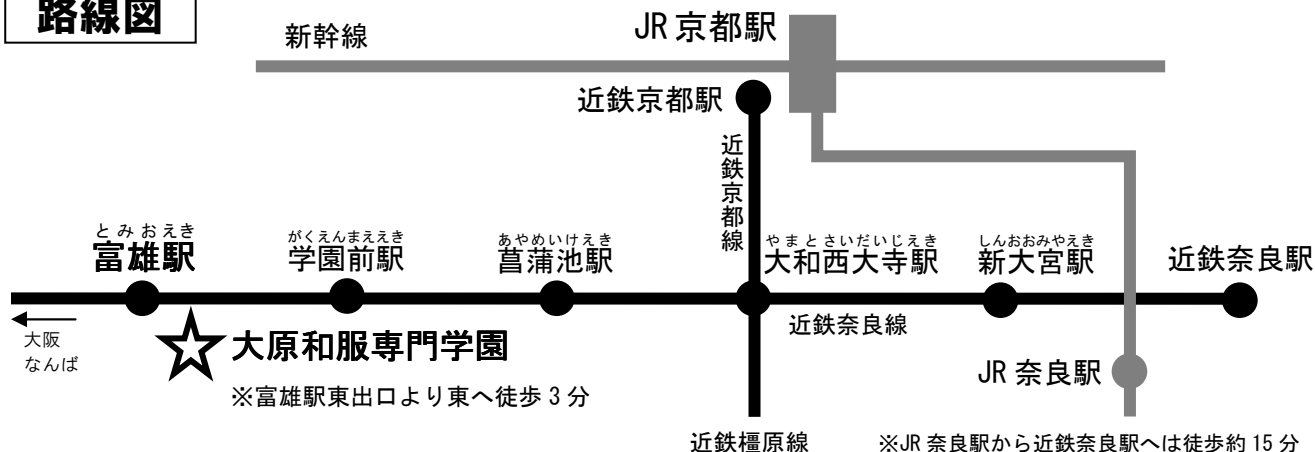 路線図
新幹線
JR 京都駅
近鉄京都駅
近鉄京都線
とみおえき
富雄駅
がくえんまええき
学園前駅
あやめいけえき
菖蒲池駅
やまとさいだいじえき
大和西大寺駅
しんおおみやえき
新大宮駅
近鉄奈良駅
大阪
なんば
近鉄奈良線
大原和服専門学園
※富雄駅東出口より東へ徒歩 3 分
JR 奈良駅
近鉄橿原線
※JR 奈良駅から近鉄奈良駅へは徒歩約 15 分